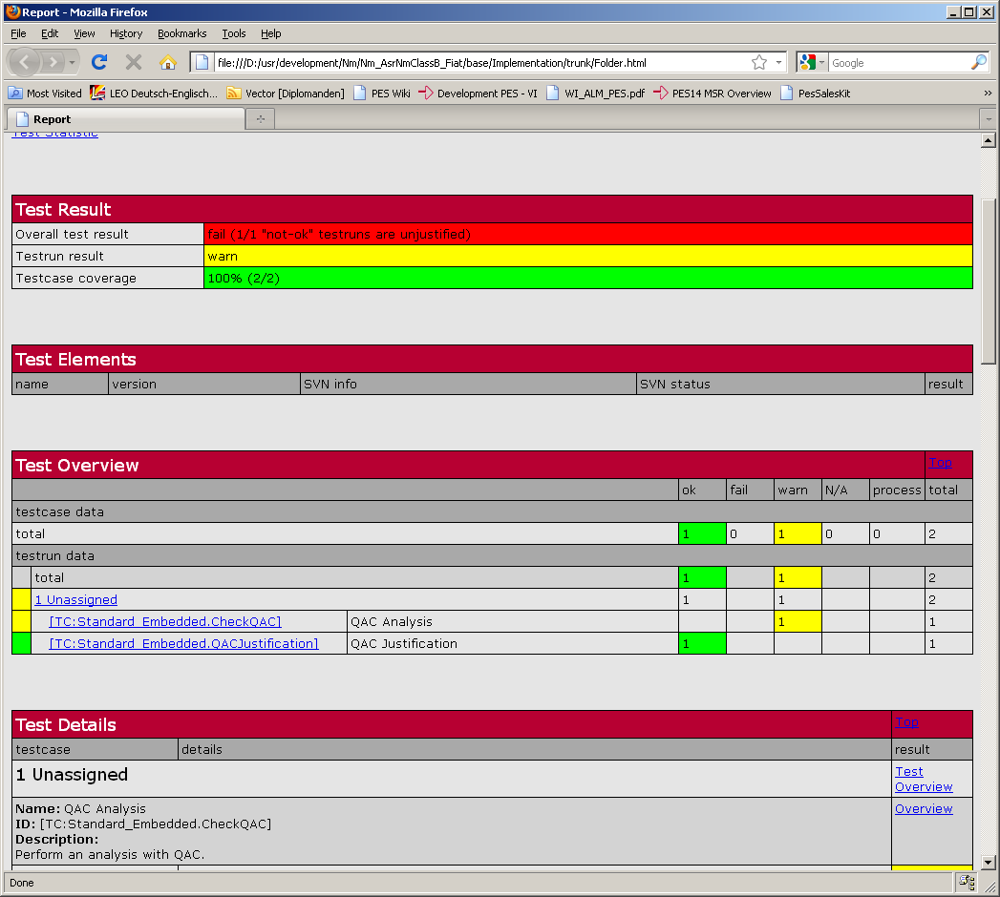 Report - Mozilla Firefox
File Edit View History Bookmarks Tools Help
file:///D:/usr/development/Nm/Nm_AsrNmClassB_Fiat/base/Implementation/trunk/Folder.html Google
Most Visited LEO Deutsch-Englisch... Vector [Diplomanden] PES Wiki Development PES - VI WI_ALM_PES.pdf PES14 MSR Overview PesSalesKit »
Report
Test Statistic
Test Result
Overall test result fail (1/1 "not-ok" testruns are unjustified)
Testrun result warn
Testcase coverage 100% (2/2)
Test Elements
name version SVN info SVN status result
Test Overview Top
ok fail warn N/A process total
testcase data
total 1 0 1 0 0 2
testrun data
total 1 1 2
1 Unassigned 1 1 2
[TC:Standard_Embedded.CheckQAC] QAC Analysis 1 1
[TC:Standard_Embedded.QACJustification] QAC Justification 1 1
Test Details Top
testcase details result
1 Unassigned Test
Overview
Name: QAC Analysis Overview
ID: [TC:Standard_Embedded.CheckQAC]
Description:
Perform an analysis with QAC.
Done